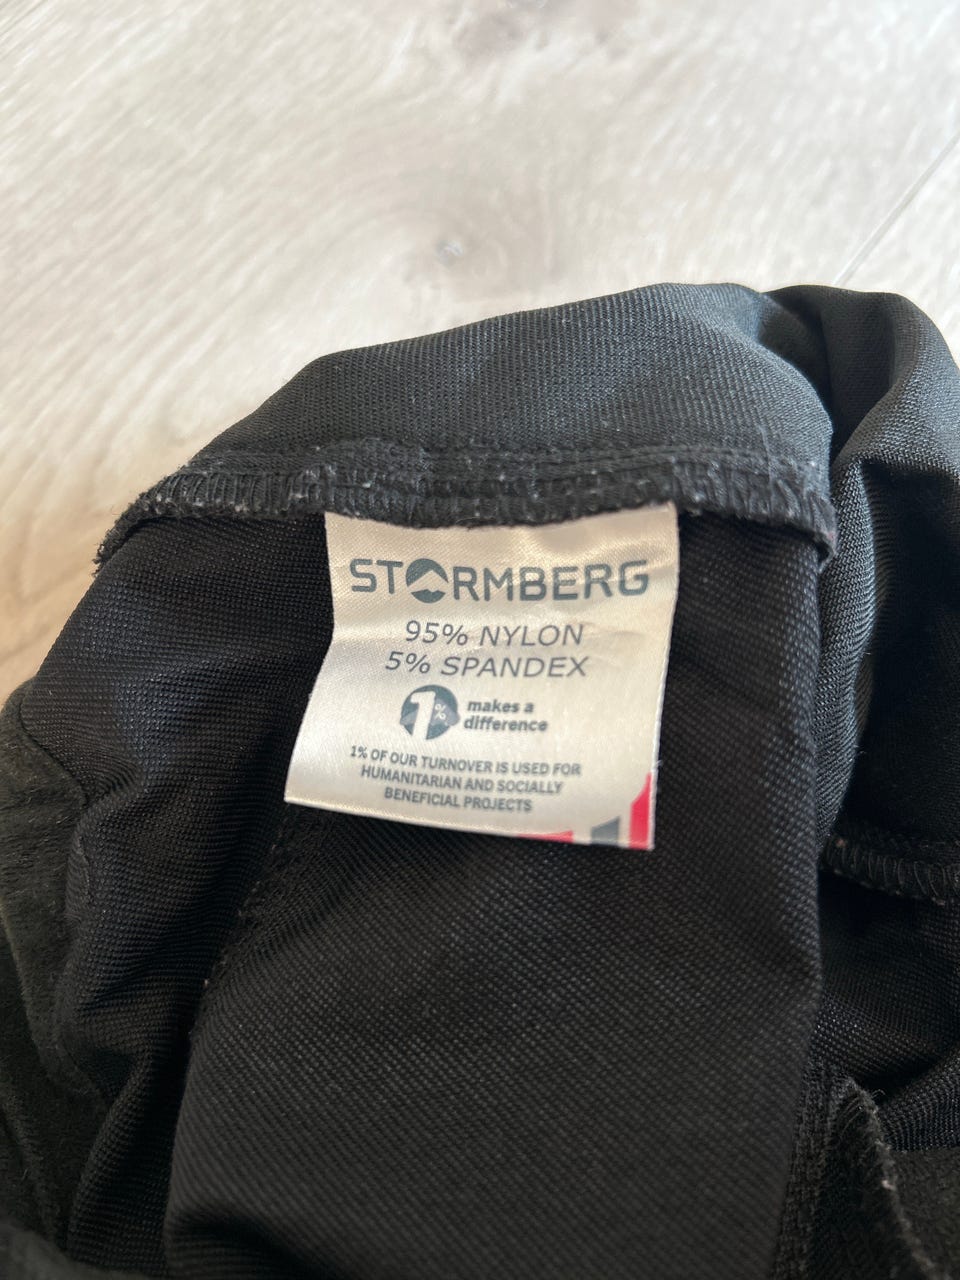 STORMBERG
95% NYLON
5% SPANDEX
1%
makes a
difference
1% OF OUR TURNOVER IS USED FOR
HUMANITARIAN AND SOCIALLY
BENEFICIAL PROJECTS